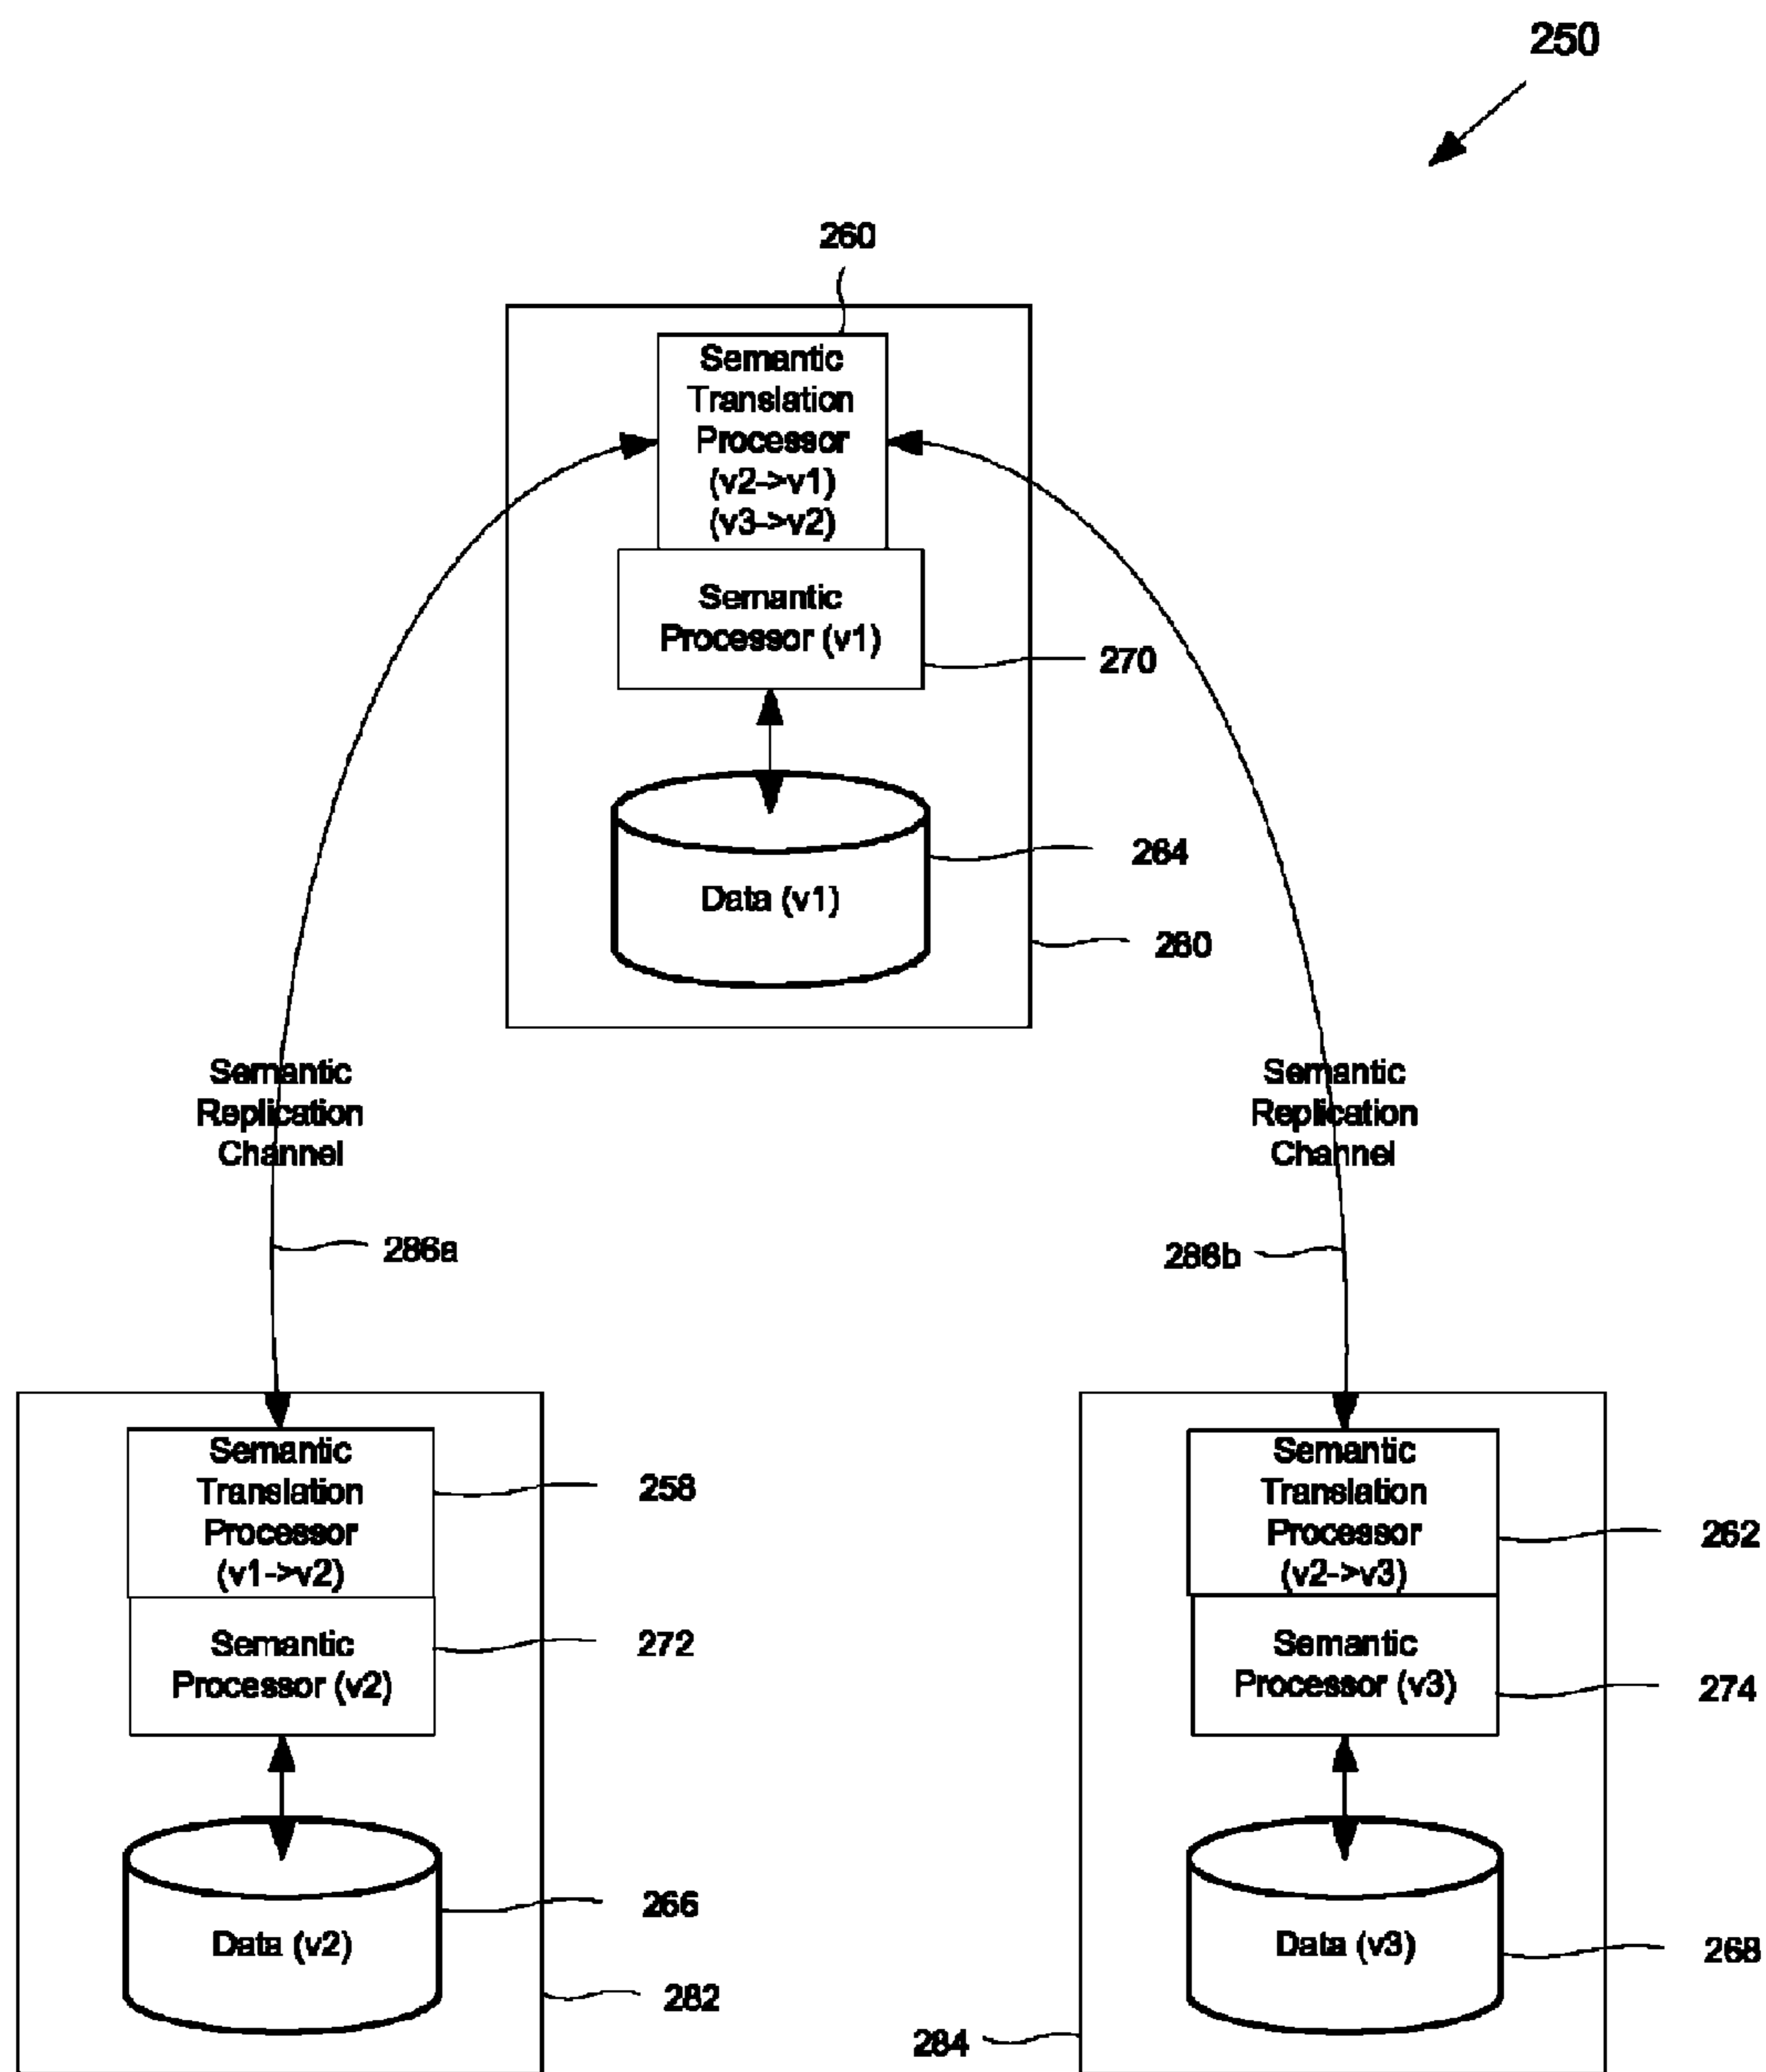 250
260
Semantic
Translation
Processor
(v2->v1)
(v3->v2)
Semantic
Processor (v1)
270
264
Data (v1)
280
Semantic
Replication
Channel
Semantic
Replication
Channel
286a
286b
Semantic
Translation
Processor
(v1->v2)
258
Semantic
Processor (v2)
272
Data (v2)
266
282
Semantic
Translation
Processor
(v2->v3)
262
Semantic
Processor (v3)
274
Data (v3)
268
284